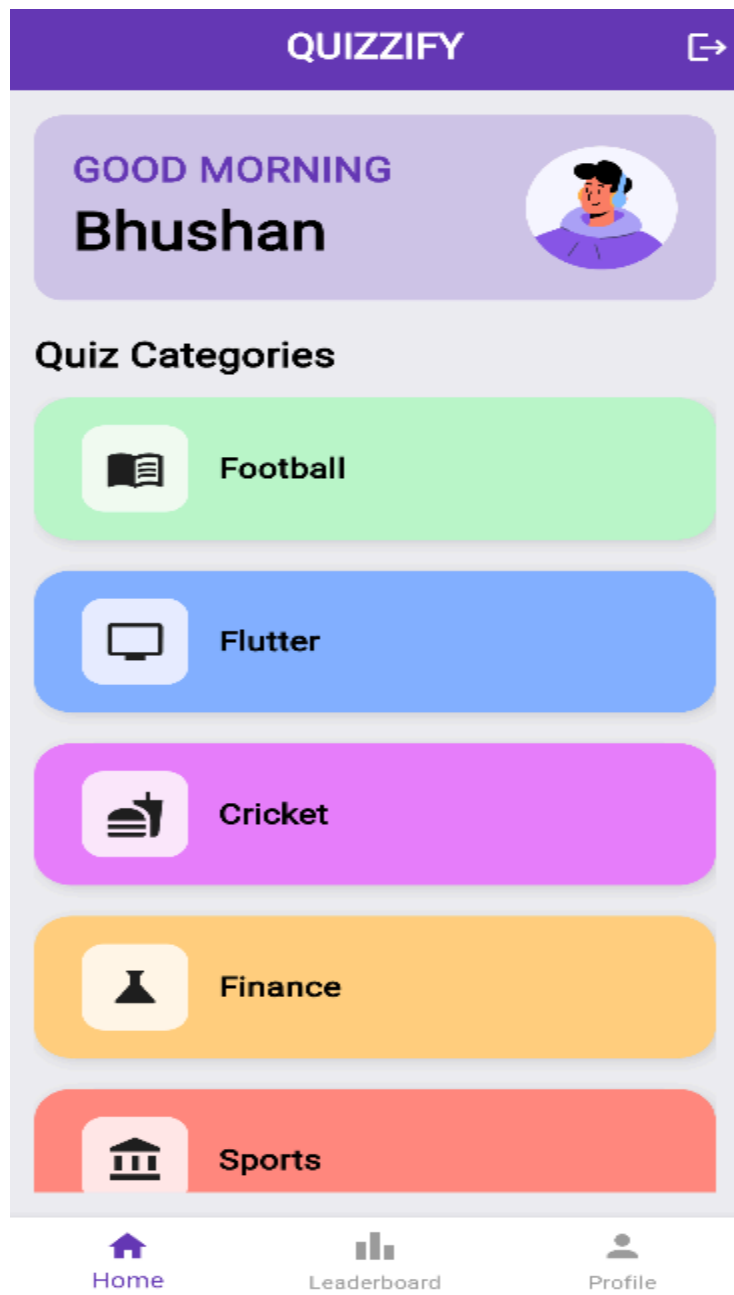 QUIZZIFY
GOOD MORNING
Bhushan
Quiz Categories
Football
Flutter
Cricket
Finance
Sports
Home
Leaderboard
Profile